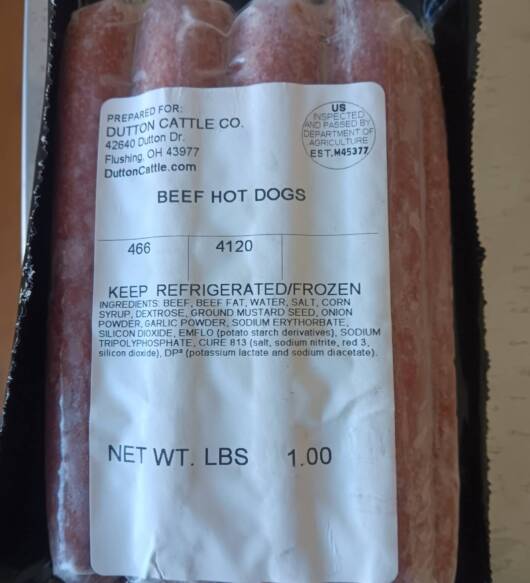 PREPARED FOR:
DUTTON CATTLE CO.
42640 Dutton Dr.
Flushing, OH 43977
DuttonCattle.com
US
INSPECTED
AND PASSED BY
DEPARTMENT OF
AGRICULTURE
EST.M45377
BEEF HOT DOGS
466 4120
KEEP REFRIGERATED/FROZEN
INGREDIENTS: BEEF, BEEF FAT, WATER, SALT, CORN
SYRUP, DEXTROSE, GROUND MUSTARD SEED, ONION
POWDER, GARLIC POWDER, SODIUM ERYTHORBATE,
SILICON DIOXIDE, EMFLO (potato starch derivatives), SODIUM
TRIPOLYPHOSPHATE, CURE 813 (salt, sodium nitrite, red 3,
silicon dioxide), DP³ (potassium lactate and sodium diacetate).
NET WT. LBS 1.00